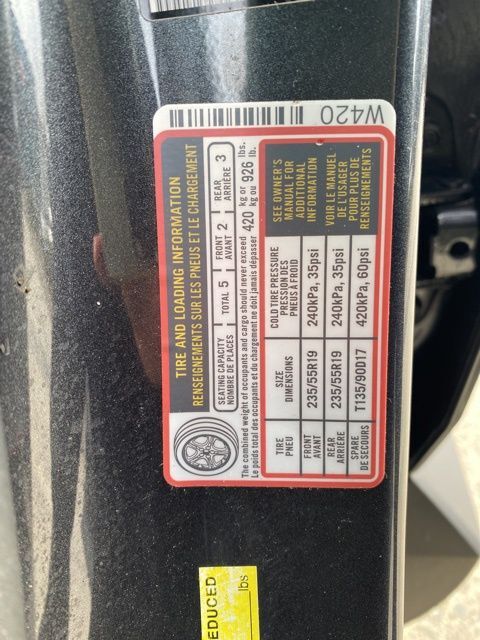 W420
TIRE AND LOADING INFORMATION
RENSEIGNEMENTS SUR LES PNEUS ET LE CHARGEMENT
SEATING CAPACITY
NOMBRE DE PLACES
TOTAL 5
FRONT
AVANT 2
REAR
ARRIÈRE 3
The combined weight of occupants and cargo should never exceed
Le poids total des occupants et du chargement ne doit jamais dépasser
420 kg or kg ou 926 lbs. lb.
TIRE
PNEU
SIZE
DIMENSIONS
COLD TIRE PRESSURE
PRESSION DES
PNEUS À FROID
FRONT
AVANT
235/55R19
240kPa, 35psi
REAR
ARRIÈRE
235/55R19
240kPa, 35psi
SPARE
DE SECOURS
T135/90D17
420kPa, 60psi
SEE OWNER'S
MANUAL FOR
ADDITIONAL
INFORMATION
VOIR LE MANUEL
DE L'USAGER
POUR PLUS DE
RENSEIGNEMENTS
EDUCED
lbs